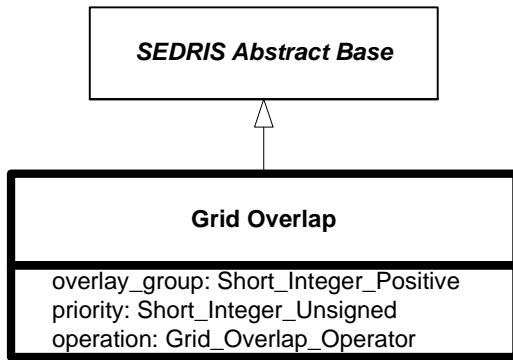 SEDRIS Abstract Base
Grid Overlap
overlay_group: Short_Integer_Positive
priority: Short_Integer_Unsigned
operation: Grid_Overlap_Operator